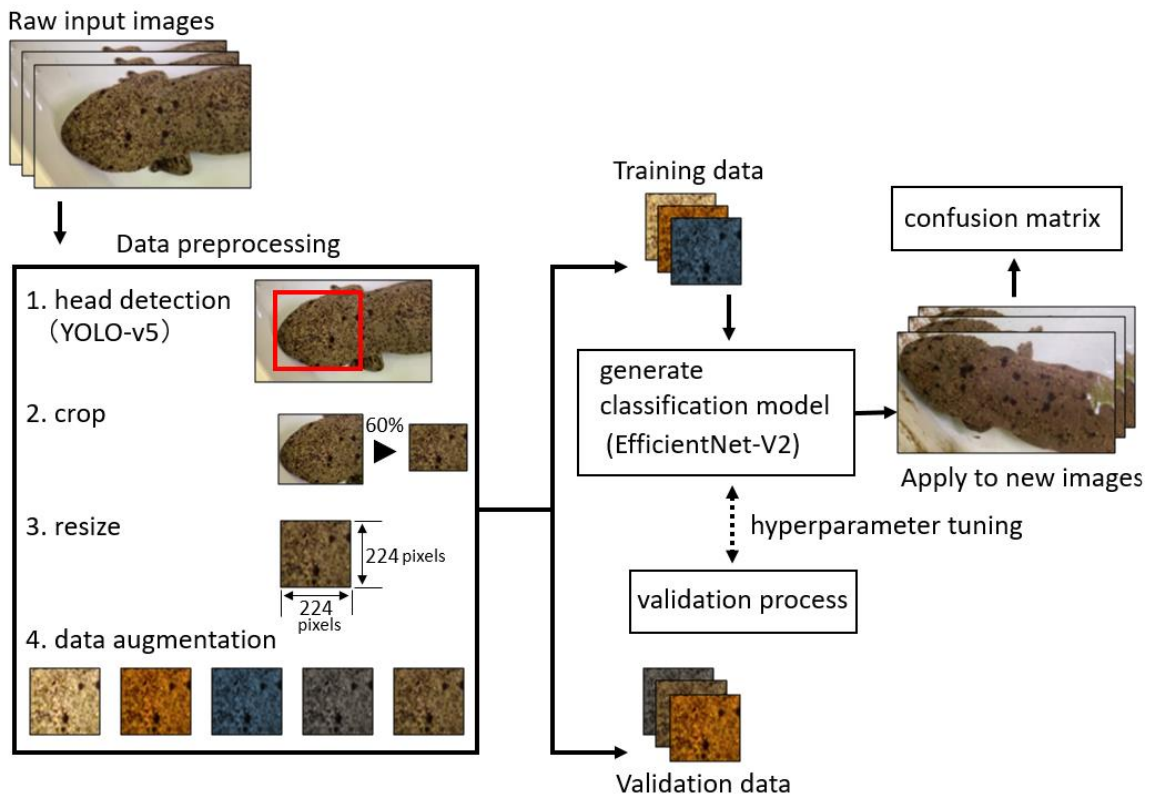 Raw input images
Data preprocessing
1. head detection
（YOLO-v5）
2. crop
60%
3. resize
224 pixels
224
pixels
4. data augmentation
Training data
generate
classification model
(EfficientNet-V2)
hyperparameter tuning
validation process
Validation data
confusion matrix
Apply to new images